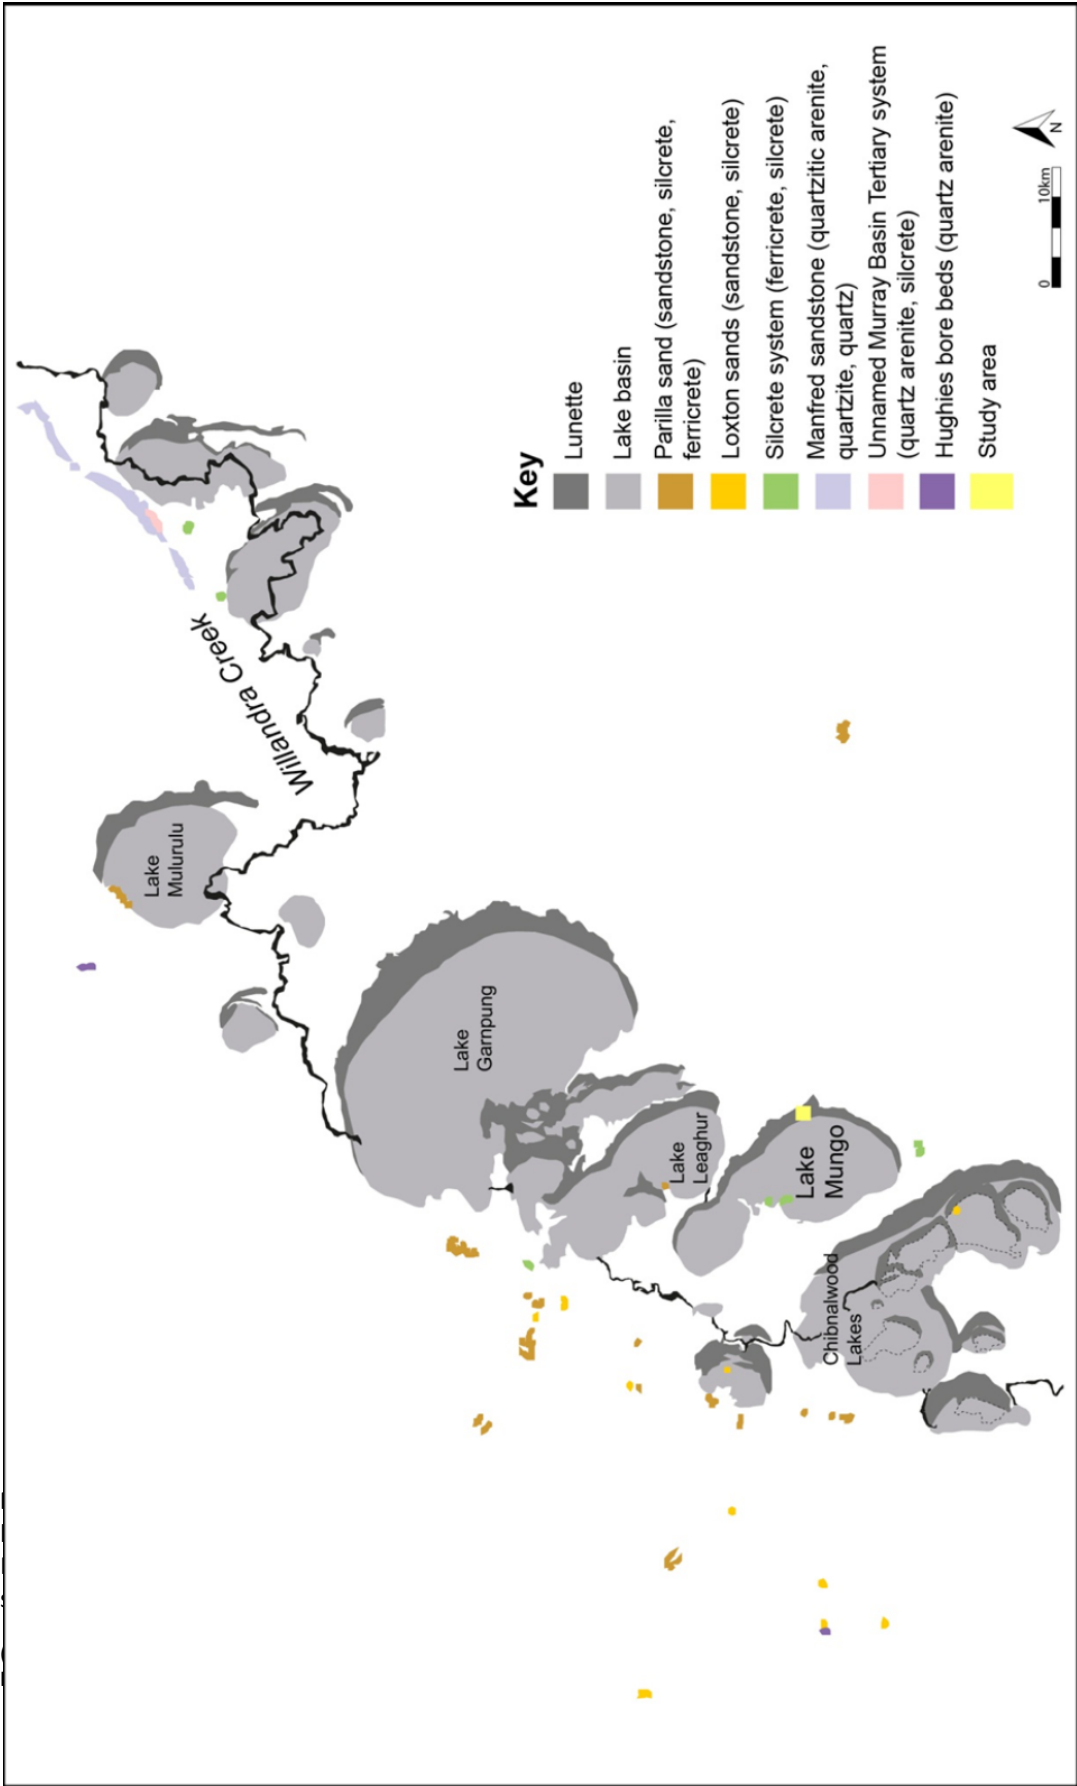 Willandra Creek
Lake
Mulurulu
Lake
Garnpung
Lake
Leaghur
Lake
Mungo
Chibnalwood
Lakes
Key
Lunette
Lake basin
Parilla sand (sandstone, silcrete,
ferricrete)
Loxton sands (sandstone, silcrete)
Silcrete system (ferricrete, silcrete)
Manfred sandstone (quartzitic arenite,
quartzite, quartz)
Unnamed Murray Basin Tertiary system
(quartz arenite, silcrete)
Hughies bore beds (quartz arenite)
Study area
0 10km
N